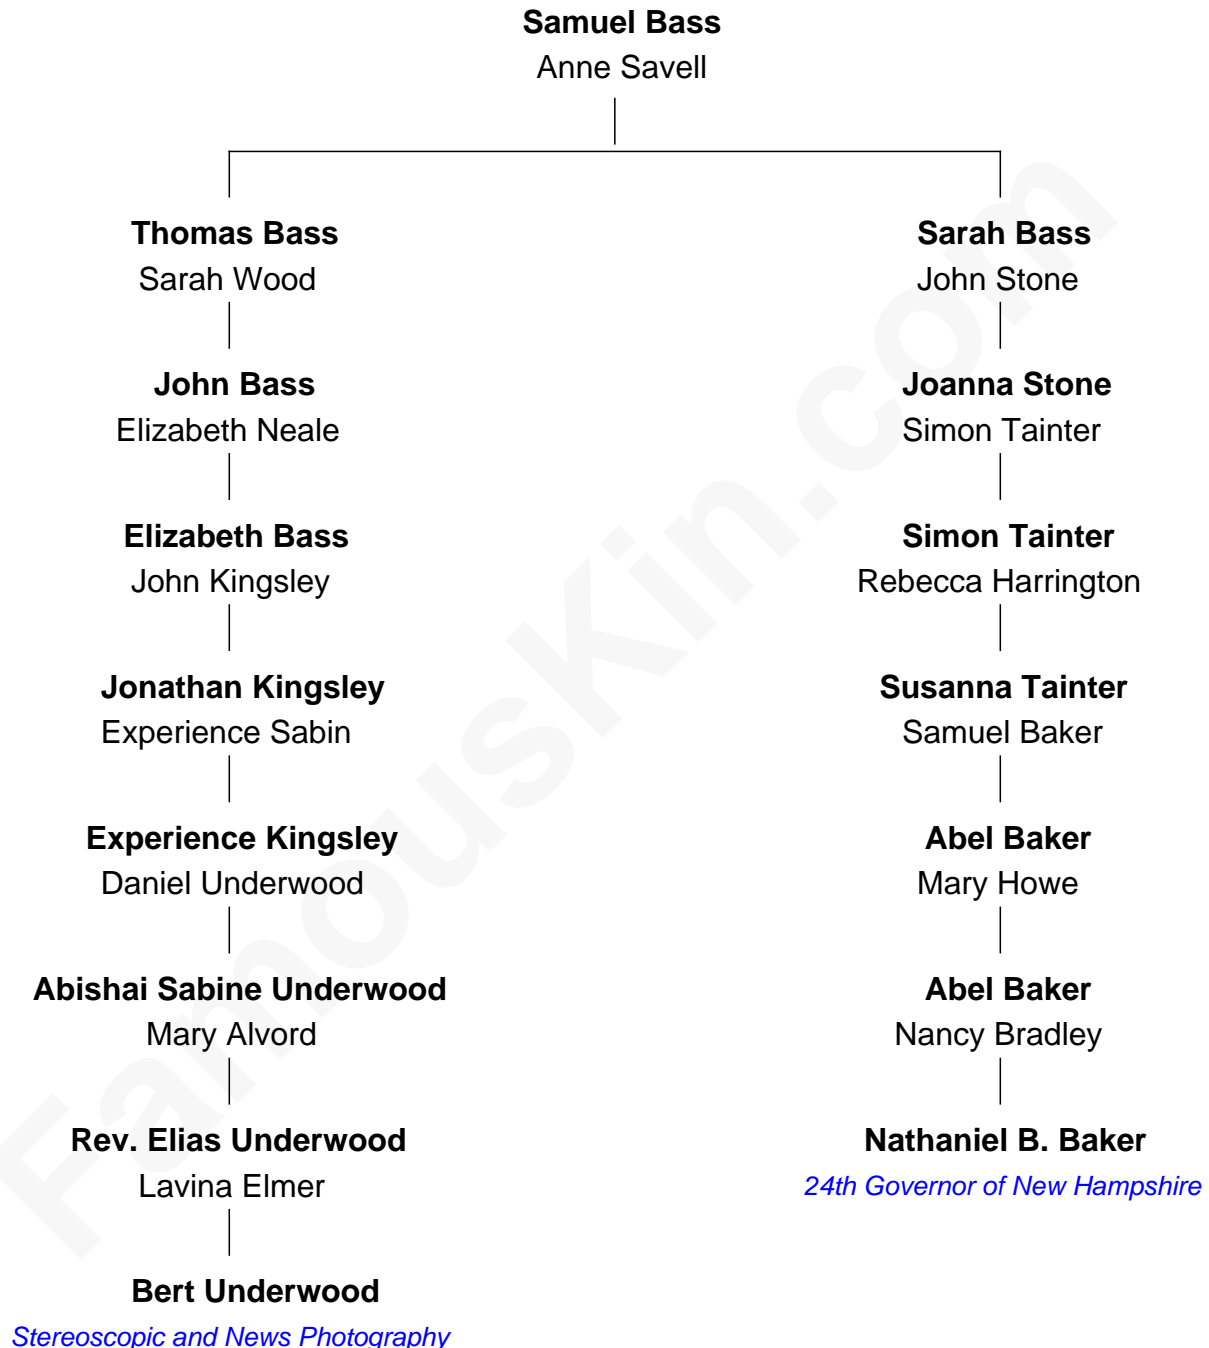 Samuel Bass
Anne Savell
Thomas Bass
Sarah Wood
Sarah Bass
John Stone
John Bass
Elizabeth Neale
Joanna Stone
Simon Tainter
Elizabeth Bass
John Kingsley
Simon Tainter
Rebecca Harrington
Jonathan Kingsley
Experience Sabin
Susanna Tainter
Samuel Baker
Experience Kingsley
Daniel Underwood
Abel Baker
Mary Howe
Abishai Sabine Underwood
Mary Alvord
Abel Baker
Nancy Bradley
Rev. Elias Underwood
Lavina Elmer
Nathaniel B. Baker
24th Governor of New Hampshire
Bert Underwood
Stereoscopic and News Photography
FamousKin.com